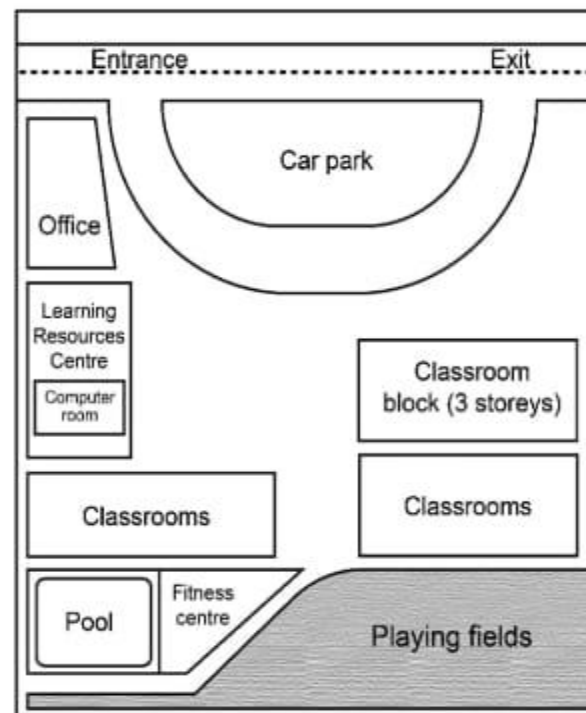 Entrance
Exit
Car park
Office
Learning
Resources
Centre
Computer
room
Classroom
block (3 storeys)
Classrooms
Classrooms
Pool
Fitness
centre
Playing fields